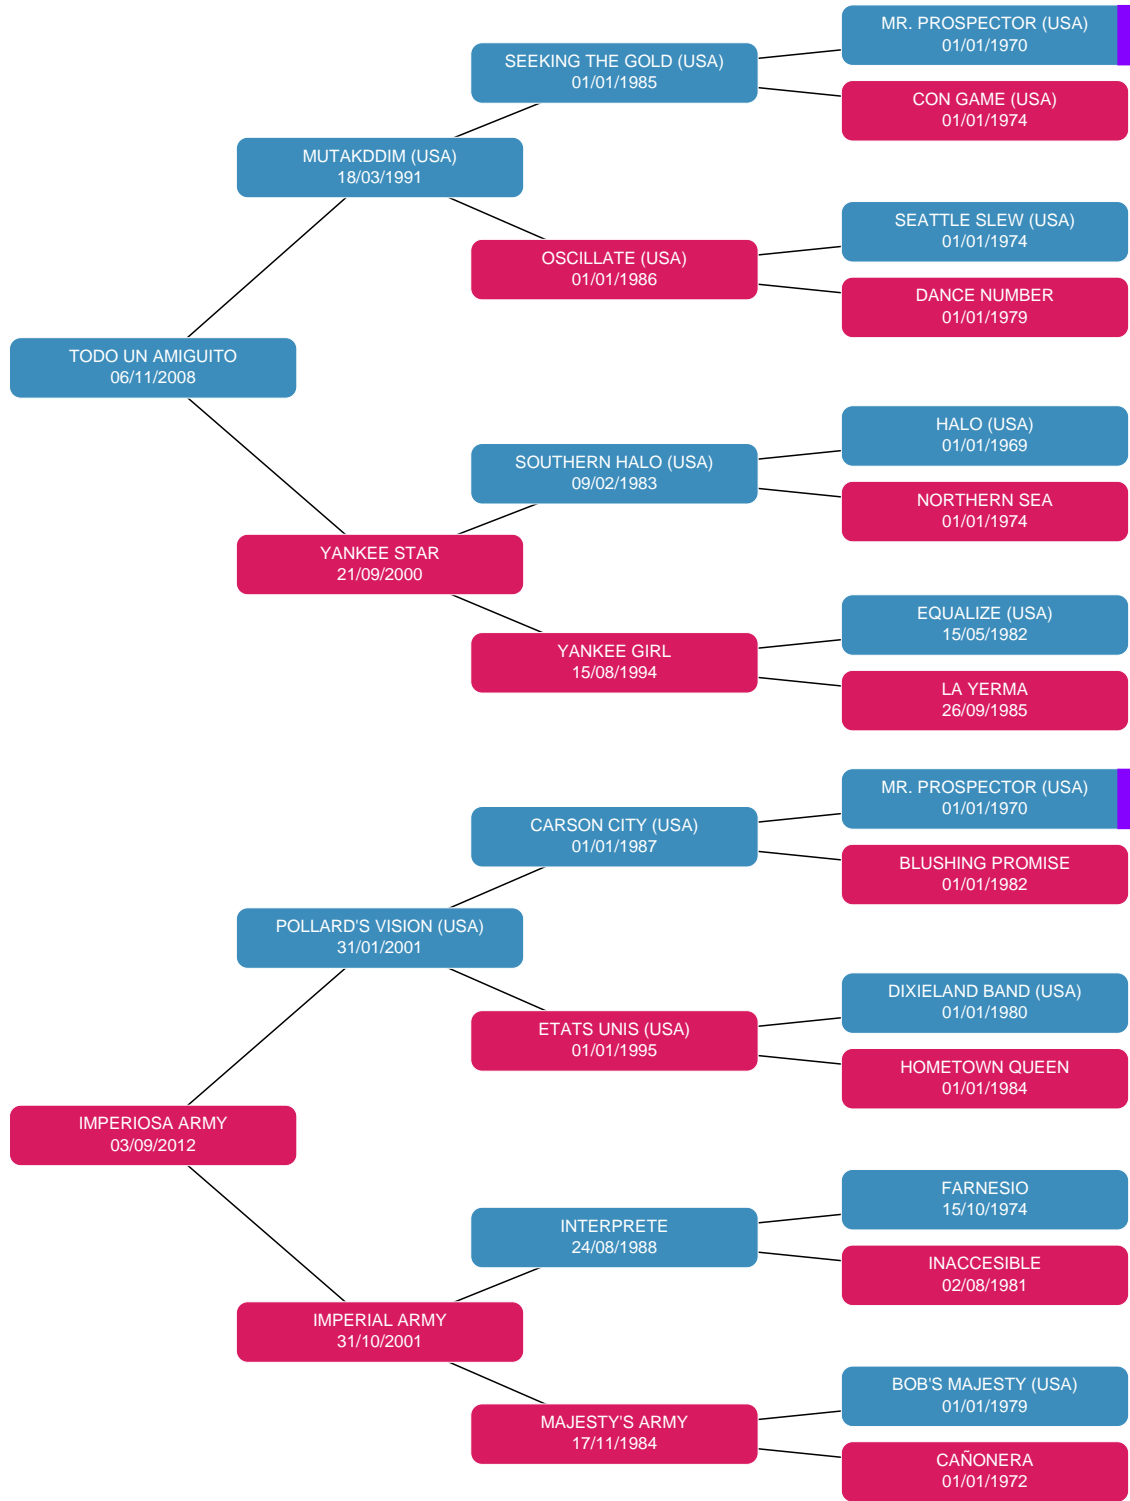 MR. PROSPECTOR (USA)
01/01/1970
SEEKING THE GOLD (USA)
01/01/1985
CON GAME (USA)
01/01/1974
MUTAKDDIM (USA)
18/03/1991
SEATTLE SLEW (USA)
01/01/1974
OSCILLATE (USA)
01/01/1986
DANCE NUMBER
01/01/1979
TODO UN AMIGUITO
06/11/2008
HALO (USA)
01/01/1969
SOUTHERN HALO (USA)
09/02/1983
NORTHERN SEA
01/01/1974
YANKEE STAR
21/09/2000
EQUALIZE (USA)
15/05/1982
YANKEE GIRL
15/08/1994
LA YERMA
26/09/1985
MR. PROSPECTOR (USA)
01/01/1970
CARSON CITY (USA)
01/01/1987
BLUSHING PROMISE
01/01/1982
POLLARD'S VISION (USA)
31/01/2001
DIXIELAND BAND (USA)
01/01/1980
ETATS UNIS (USA)
01/01/1995
HOMETOWN QUEEN
01/01/1984
IMPERIOSA ARMY
03/09/2012
FARNESIO
15/10/1974
INTERPRETE
24/08/1988
INACCESIBLE
02/08/1981
IMPERIAL ARMY
31/10/2001
BOB'S MAJESTY (USA)
01/01/1979
MAJESTY'S ARMY
17/11/1984
CAÑONERA
01/01/1972